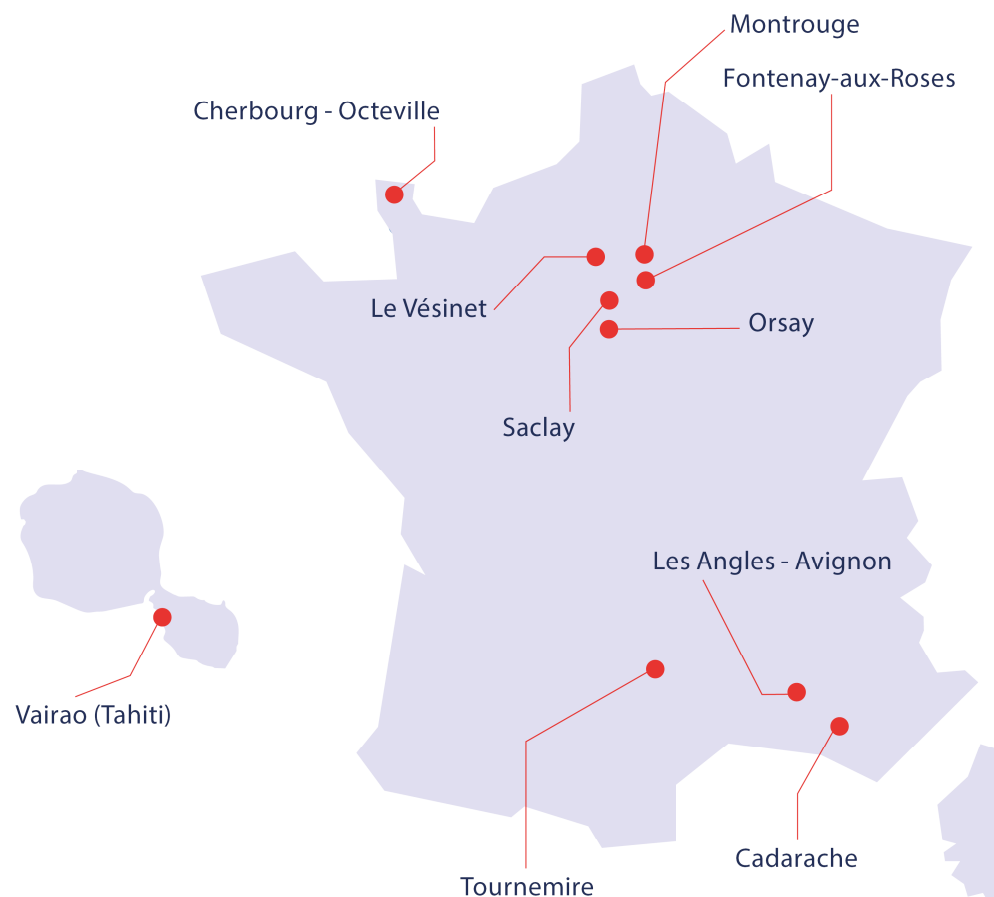 Montrouge
Fontenay-aux-Roses
Cherbourg - Octeville
Le Vésinet
Orsay
Saclay
Les Angles - Avignon
Vairao (Tahiti)
Cadarache
Tournemire